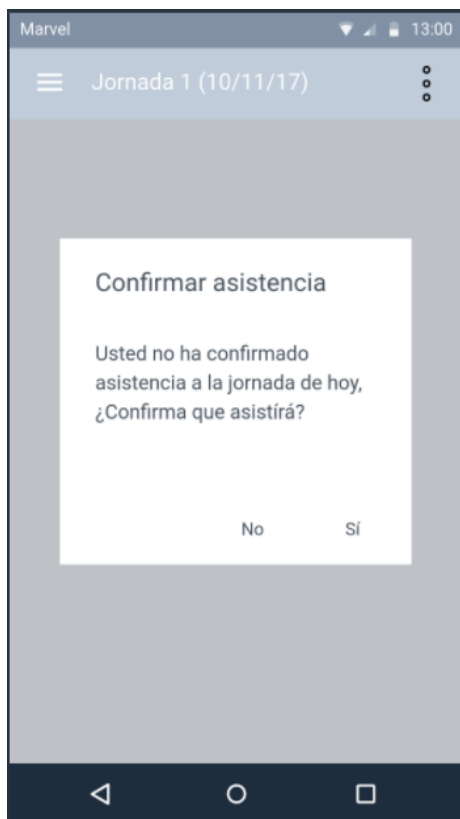 Marvel 13:00
Jornada 1 (10/11/17)
Confirmar asistencia
Usted no ha confirmado
asistencia a la jornada de hoy,
¿Confirma que asistírá?
No Sí